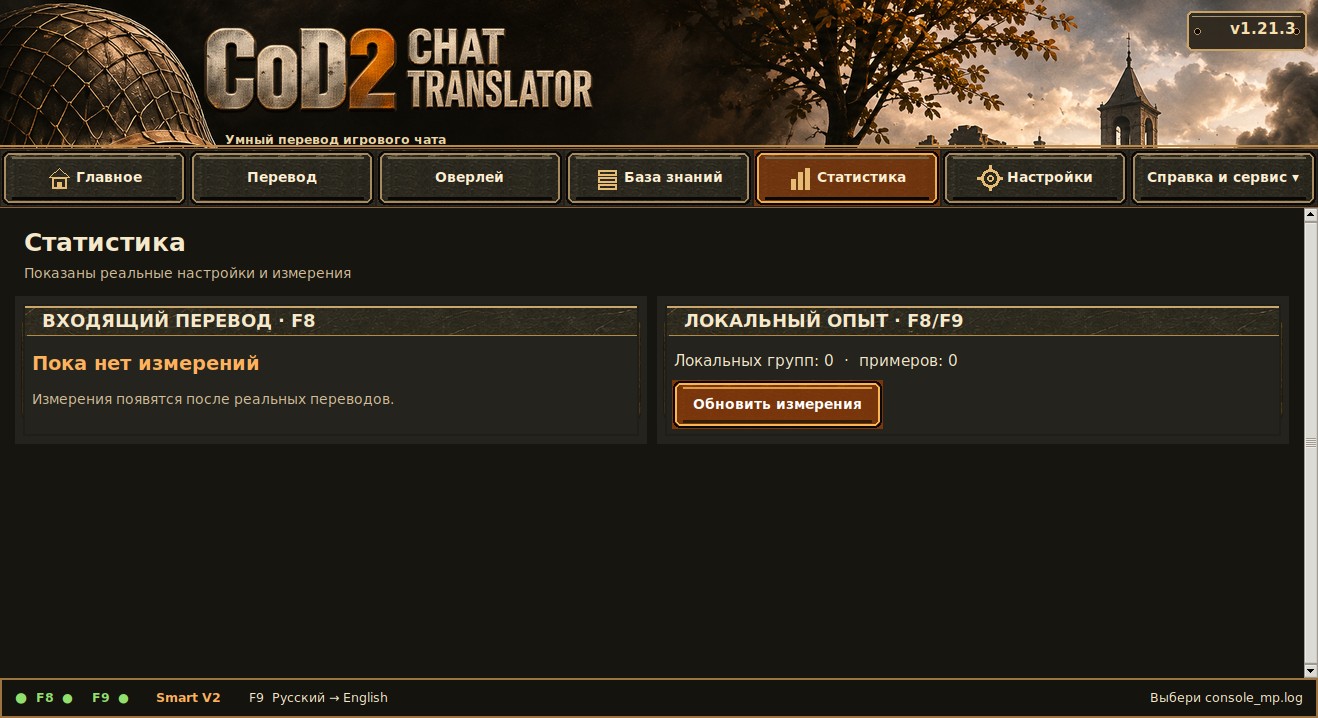 CoD2 CHAT TRANSLATOR
v1.21.3
Умный перевод игрового чата
Главное
Перевод
Оверлей
База знаний
Статистика
Настройки
Справка и сервис ▾
Статистика
Показаны реальные настройки и измерения
ВХОДЯЩИЙ ПЕРЕВОД · F8
Пока нет измерений
Измерения появятся после реальных переводов.
ЛОКАЛЬНЫЙ ОПЫТ · F8/F9
Локальных групп: 0 · примеров: 0
Обновить измерения
● F8 ● F9 ● Smart V2 F9 Русский → English
Выбери console_mp.log